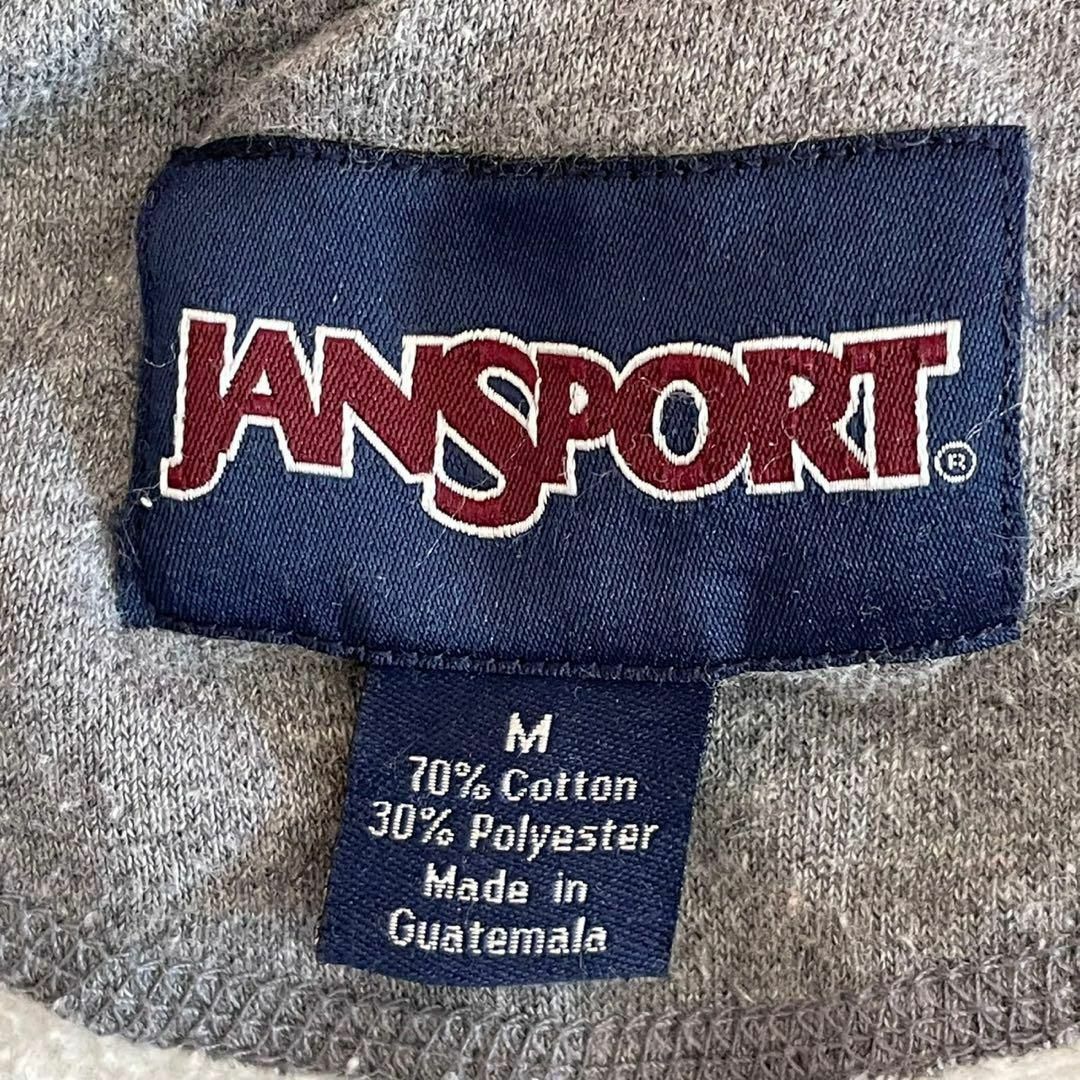 JANSPORT®
M
70% Cotton
30% Polyester
Made in
Guatemala